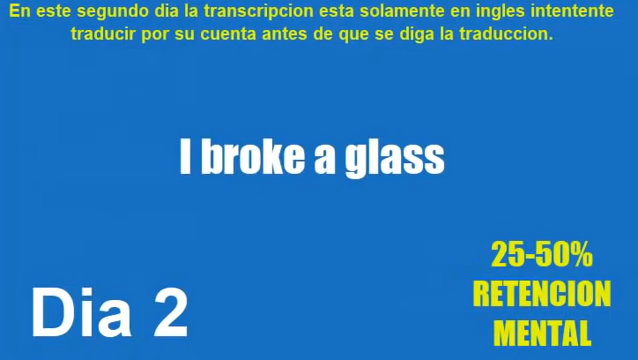 En este segundo dia la transcripcion esta solamente en ingles intentente
traducir por su cuenta antes de que se diga la traduccion.
I broke a glass
25-50%
RETENCION
MENTAL
Dia 2